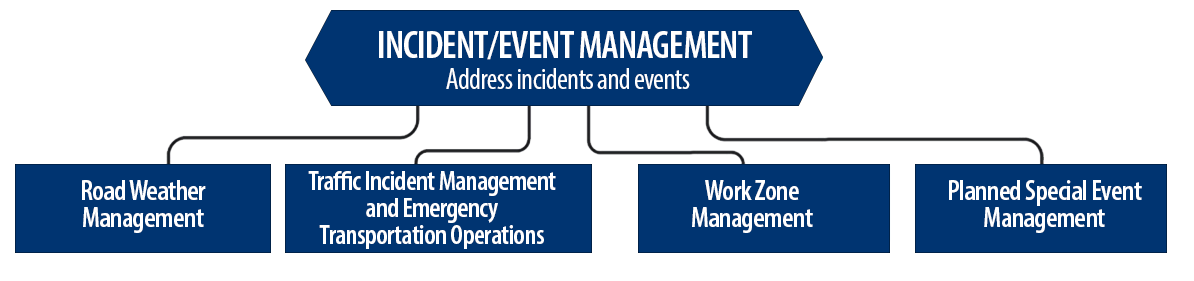 INCIDENT/EVENT MANAGEMENT
Address incidents and events
Road Weather
Management
Traffic Incident Management
and Emergency
Transportation Operations
Work Zone
Management
Planned Special Event
Management